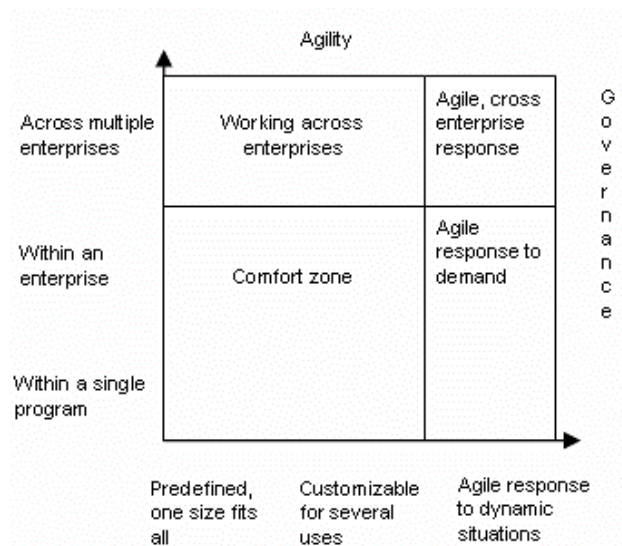 Agility
Across multiple
enterprises
Working across
enterprises
Agile, cross
enterprise
response
Governance
Within an
enterprise
Comfort zone
Agile
response to
demand
Within a single
program
Predefined,
one size fits
all
Customizable
for several
uses
Agile response
to dynamic
situations